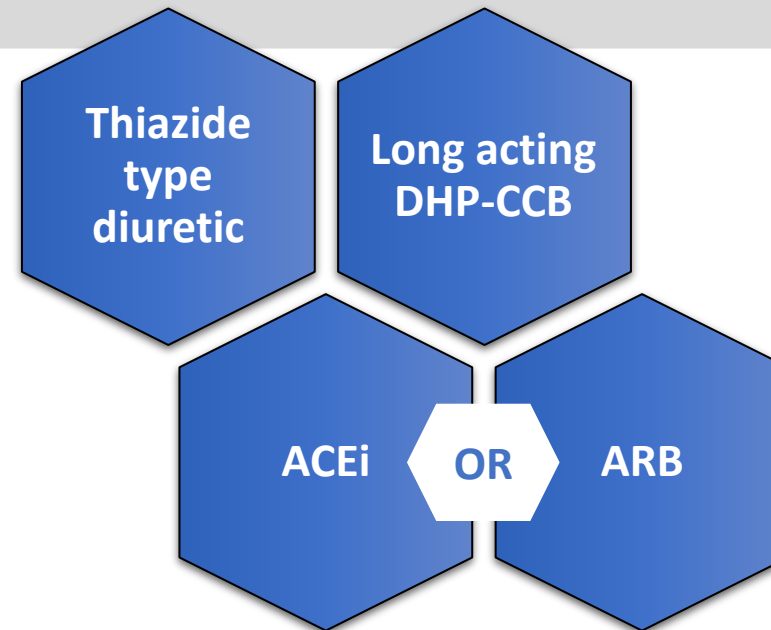 Thiazide
type
diuretic
Long acting
DHP-CCB
ACEi
OR
ARB